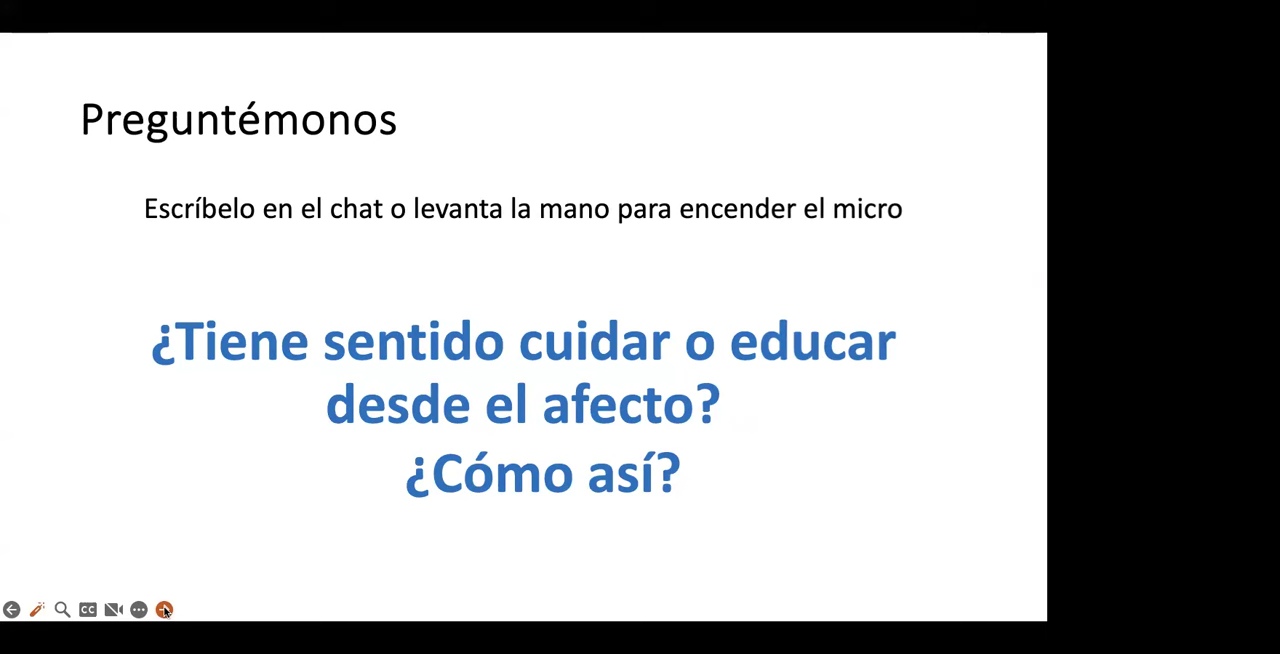 Preguntémonos
Escríbelo en el chat o levanta la mano para encender el micro
¿Tiene sentido cuidar o educar
desde el afecto?
¿Cómo así?
CC